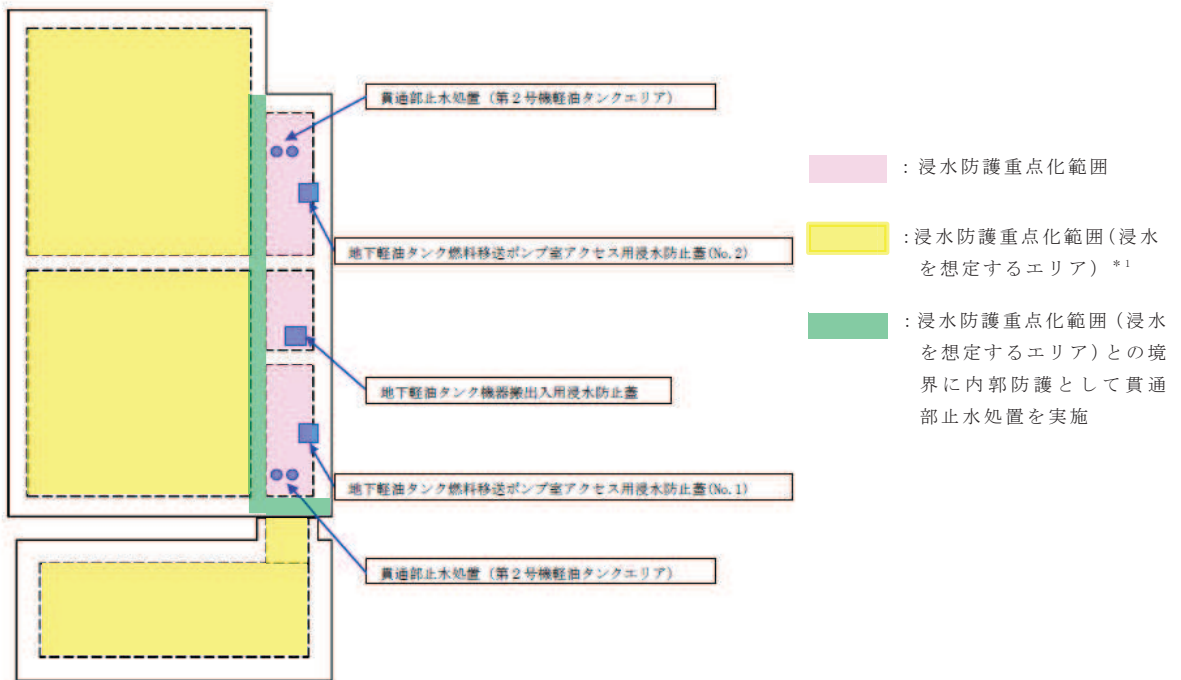 貫通部止水処置（第２号機軽油タンクエリア）
地下軽油タンク燃料移送ポンプ室アクセス用浸水防止蓋(No.2)
地下軽油タンク機器搬出入用浸水防止蓋
地下軽油タンク燃料移送ポンプ室アクセス用浸水防止蓋(No.1)
貫通部止水処置（第２号機軽油タンクエリア）
：浸水防護重点化範囲
：浸水防護重点化範囲（浸水
を想定するエリア）＊１
：浸水防護重点化範囲（浸水
を想定するエリア）との境
界に内郭防護として貫通
部止水処置を実施